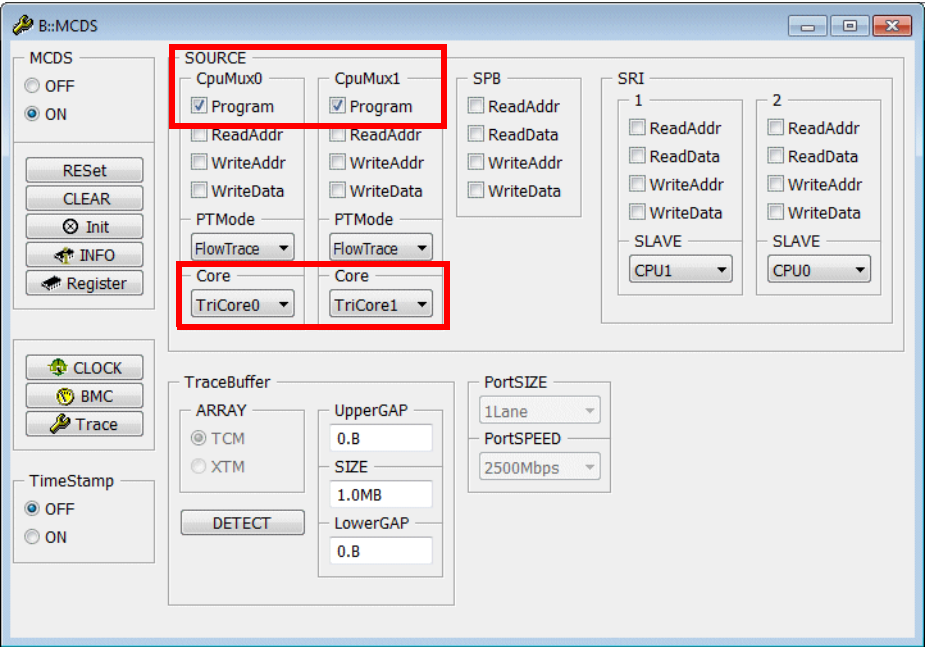 B::MCDS
MCDS
OFF
ON
RESet
CLEAR
Init
INFO
Register
CLOCK
BMC
Trace
TimeStamp
OFF
ON
SOURCE
CpuMux0
Program
ReadAddr
WriteAddr
WriteData
PTMode
FlowTrace
Core
TriCore0
CpuMux1
Program
ReadAddr
WriteAddr
WriteData
PTMode
FlowTrace
Core
TriCore1
SPB
ReadAddr
ReadData
WriteAddr
WriteData
SRI
1
ReadAddr
ReadData
WriteAddr
WriteData
SLAVE
CPU1
2
ReadAddr
ReadData
WriteAddr
WriteData
SLAVE
CPU0
TraceBuffer
ARRAY
TCM
XTM
DETECT
UpperGAP
0.B
SIZE
1.0MB
LowerGAP
0.B
PortSIZE
1Lane
PortSPEED
2500Mbps